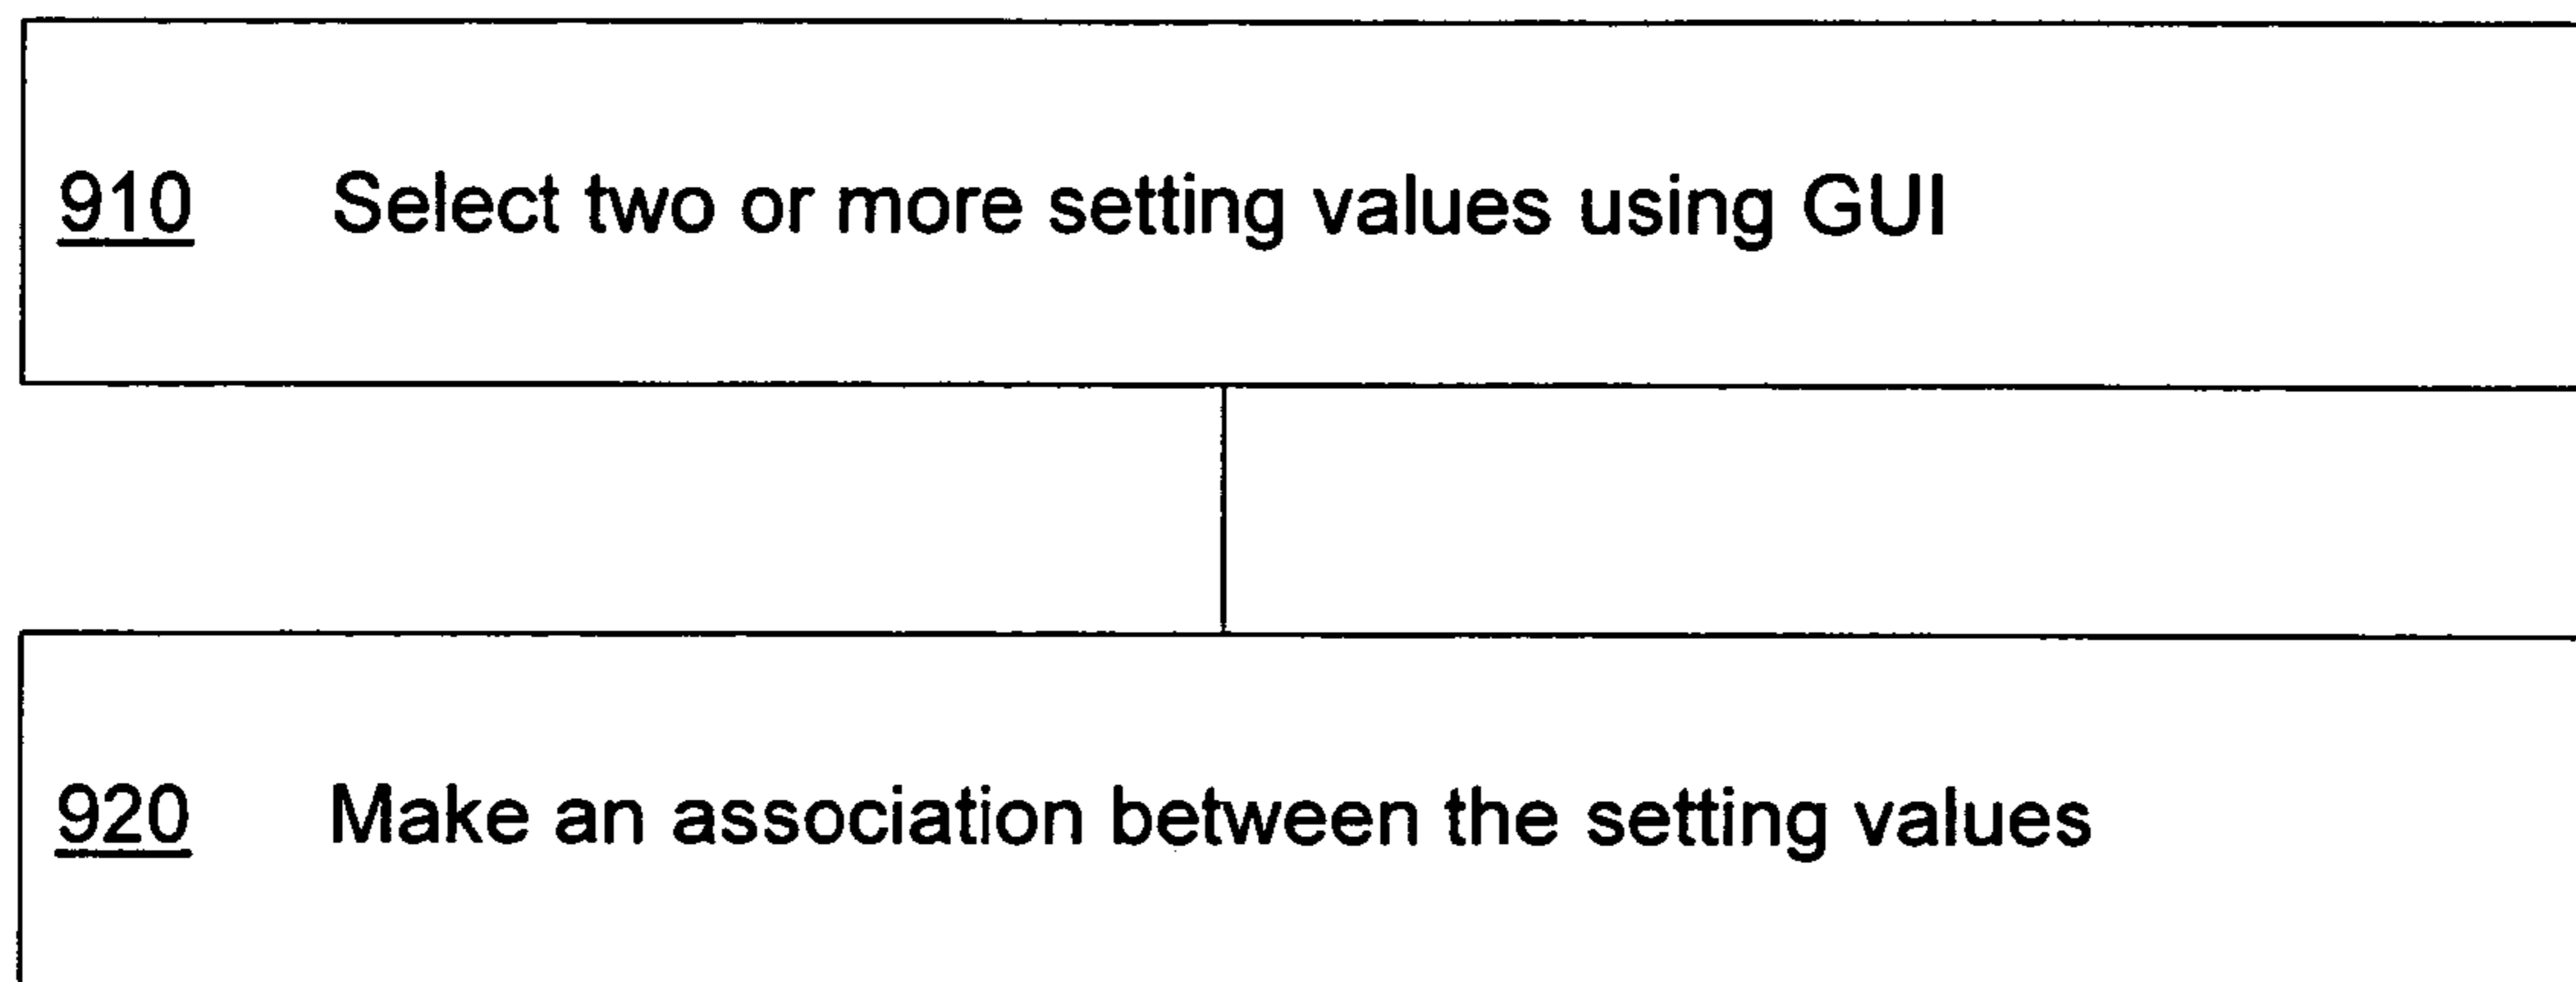 910 Select two or more setting values using GUI
920 Make an association between the setting values